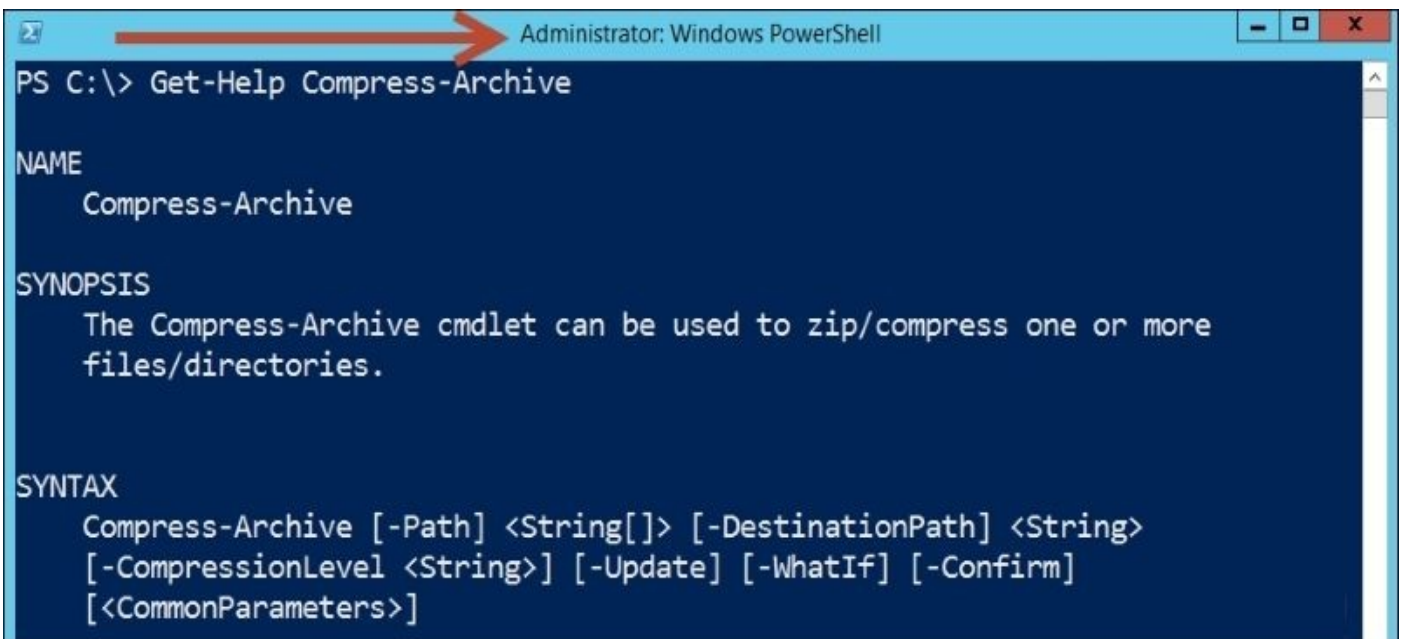 Administrator: Windows PowerShell
PS C:\> Get-Help Compress-Archive
NAME
Compress-Archive
SYNOPSIS
The Compress-Archive cmdlet can be used to zip/compress one or more
files/directories.
SYNTAX
Compress-Archive [-Path] <String[]> [-DestinationPath] <String>
[-CompressionLevel <String>] [-Update] [-WhatIf] [-Confirm]
[<CommonParameters>]